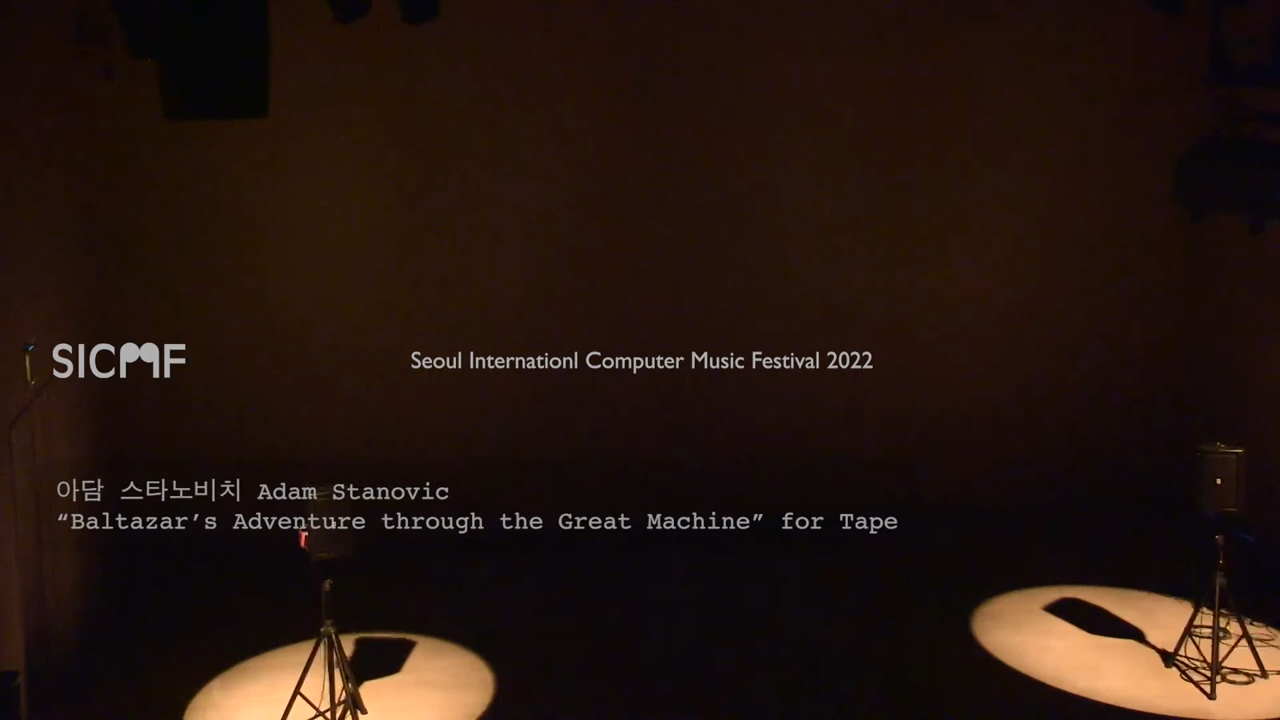 SICMF
Seoul Internationl Computer Music Festival 2022
아담 스타노비치 Adam Stanovic
“Baltazar’s Adventure through the Great Machine” for Tape